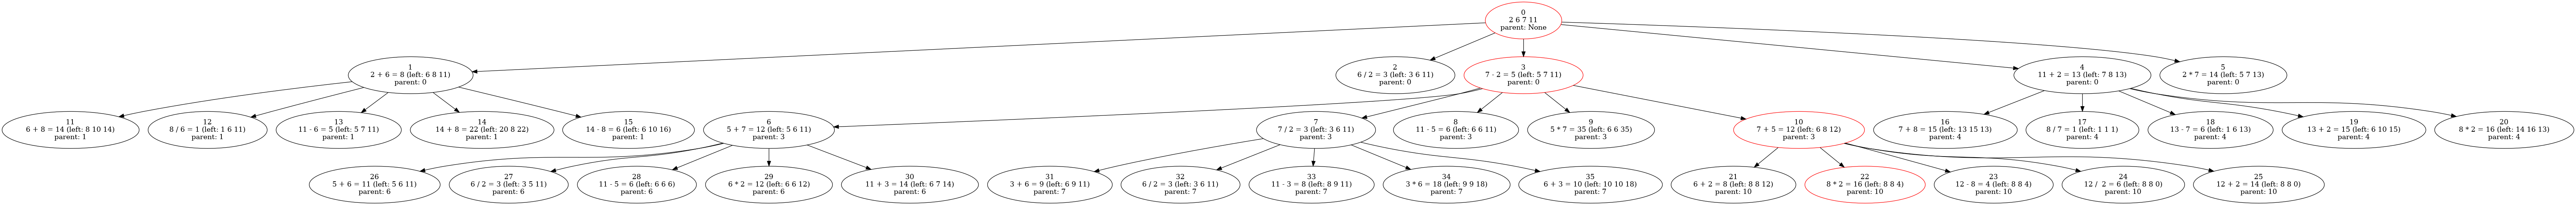 0
2 6 7 11
parent: None
1
2 + 6 = 8 (left: 6 8 11)
parent: 0
2
6 / 2 = 3 (left: 3 6 11)
parent: 0
3
7 - 2 = 5 (left: 5 7 11)
parent: 0
4
11 + 2 = 13 (left: 7 8 13)
parent: 0
5
2 * 7 = 14 (left: 5 7 13)
parent: 0
11
6 + 8 = 14 (left: 8 10 14)
parent: 1
12
8 / 6 = 1 (left: 1 6 11)
parent: 1
13
11 - 6 = 5 (left: 5 7 11)
parent: 1
14
14 + 8 = 22 (left: 20 8 22)
parent: 1
15
14 - 8 = 6 (left: 6 10 16)
parent: 1
6
5 + 7 = 12 (left: 5 6 11)
parent: 3
7
7 / 2 = 3 (left: 3 6 11)
parent: 3
8
11 - 5 = 6 (left: 6 6 11)
parent: 3
9
5 * 7 = 35 (left: 6 6 35)
parent: 3
10
7 + 5 = 12 (left: 6 8 12)
parent: 3
16
7 + 8 = 15 (left: 13 15 13)
parent: 4
17
8 / 7 = 1 (left: 1 1 1)
parent: 4
18
13 - 7 = 6 (left: 1 6 13)
parent: 4
19
13 + 2 = 15 (left: 6 10 15)
parent: 4
20
8 * 2 = 16 (left: 14 16 13)
parent: 4
26
5 + 6 = 11 (left: 5 6 11)
parent: 6
27
6 / 2 = 3 (left: 3 5 11)
parent: 6
28
11 - 5 = 6 (left: 6 6 6)
parent: 6
29
6 * 2 = 12 (left: 6 6 12)
parent: 6
30
11 + 3 = 14 (left: 6 7 14)
parent: 6
31
3 + 6 = 9 (left: 6 9 11)
parent: 7
32
6 / 2 = 3 (left: 3 6 11)
parent: 7
33
11 - 3 = 8 (left: 8 9 11)
parent: 7
34
3 * 6 = 18 (left: 9 9 18)
parent: 7
35
6 + 3 = 10 (left: 10 10 18)
parent: 7
21
6 + 2 = 8 (left: 8 8 12)
parent: 10
22
8 * 2 = 16 (left: 8 8 4)
parent: 10
23
12 - 8 = 4 (left: 8 8 4)
parent: 10
24
12 / 2 = 6 (left: 8 8 0)
parent: 10
25
12 + 2 = 14 (left: 8 8 0)
parent: 10